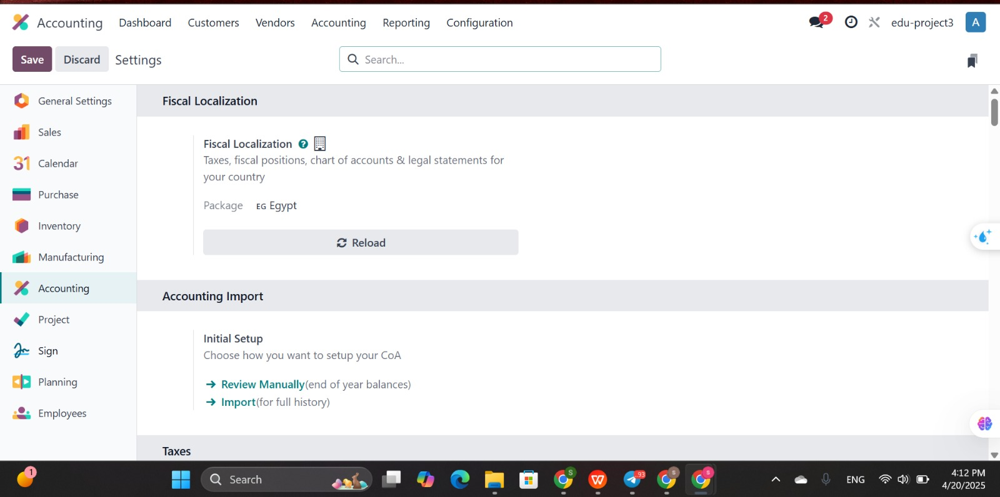 Accounting Dashboard Customers Vendors Accounting Reporting Configuration 2 edu-project3 A
Save Discard Settings Search...
General Settings
Sales
31 Calendar
Purchase
Inventory
Manufacturing
Accounting
Project
Sign
Planning
Employees
Fiscal Localization
Fiscal Localization ?
Taxes, fiscal positions, chart of accounts & legal statements for
your country
Package EG Egypt
Reload
Accounting Import
Initial Setup
Choose how you want to setup your CoA
→ Review Manually(end of year balances)
→ Import(for full history)
Taxes
1 Search S W 93 S S ENG 4:12 PM
4/20/2025